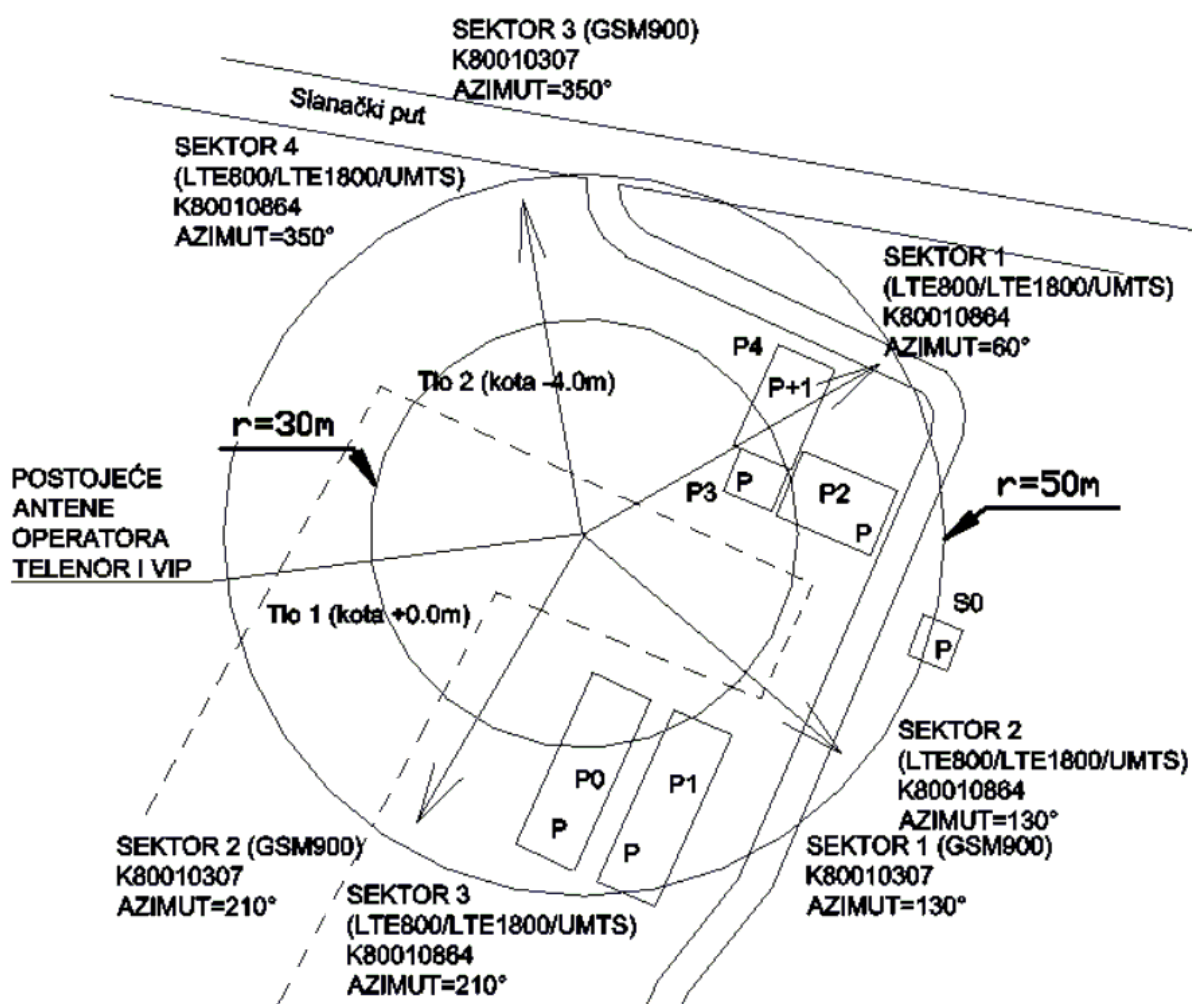 SEKTOR 3 (GSM900)
K80010307
AZIMUT=350°
Slanački put
SEKTOR 4
(LTE800/LTE1800/UMTS)
K80010864
AZIMUT=350°
SEKTOR 1
(LTE800/LTE1800/UMTS)
K80010864
AZIMUT=60°
P4
P+1
Tlo 2 (kota -4.0m)
r=30m
POSTOJEĆE
ANTENE
OPERATORA
TELENOR I VIP
P3
P
P2
P
r=50m
Tlo 1 (kota +0.0m)
S0
P
P0
P
P1
P
SEKTOR 2
(LTE800/LTE1800/UMTS)
K80010864
AZIMUT=130°
SEKTOR 2 (GSM900)
K80010307
AZIMUT=210°
SEKTOR 1 (GSM900)
K80010307
AZIMUT=130°
SEKTOR 3
(LTE800/LTE1800/UMTS)
K80010864
AZIMUT=210°